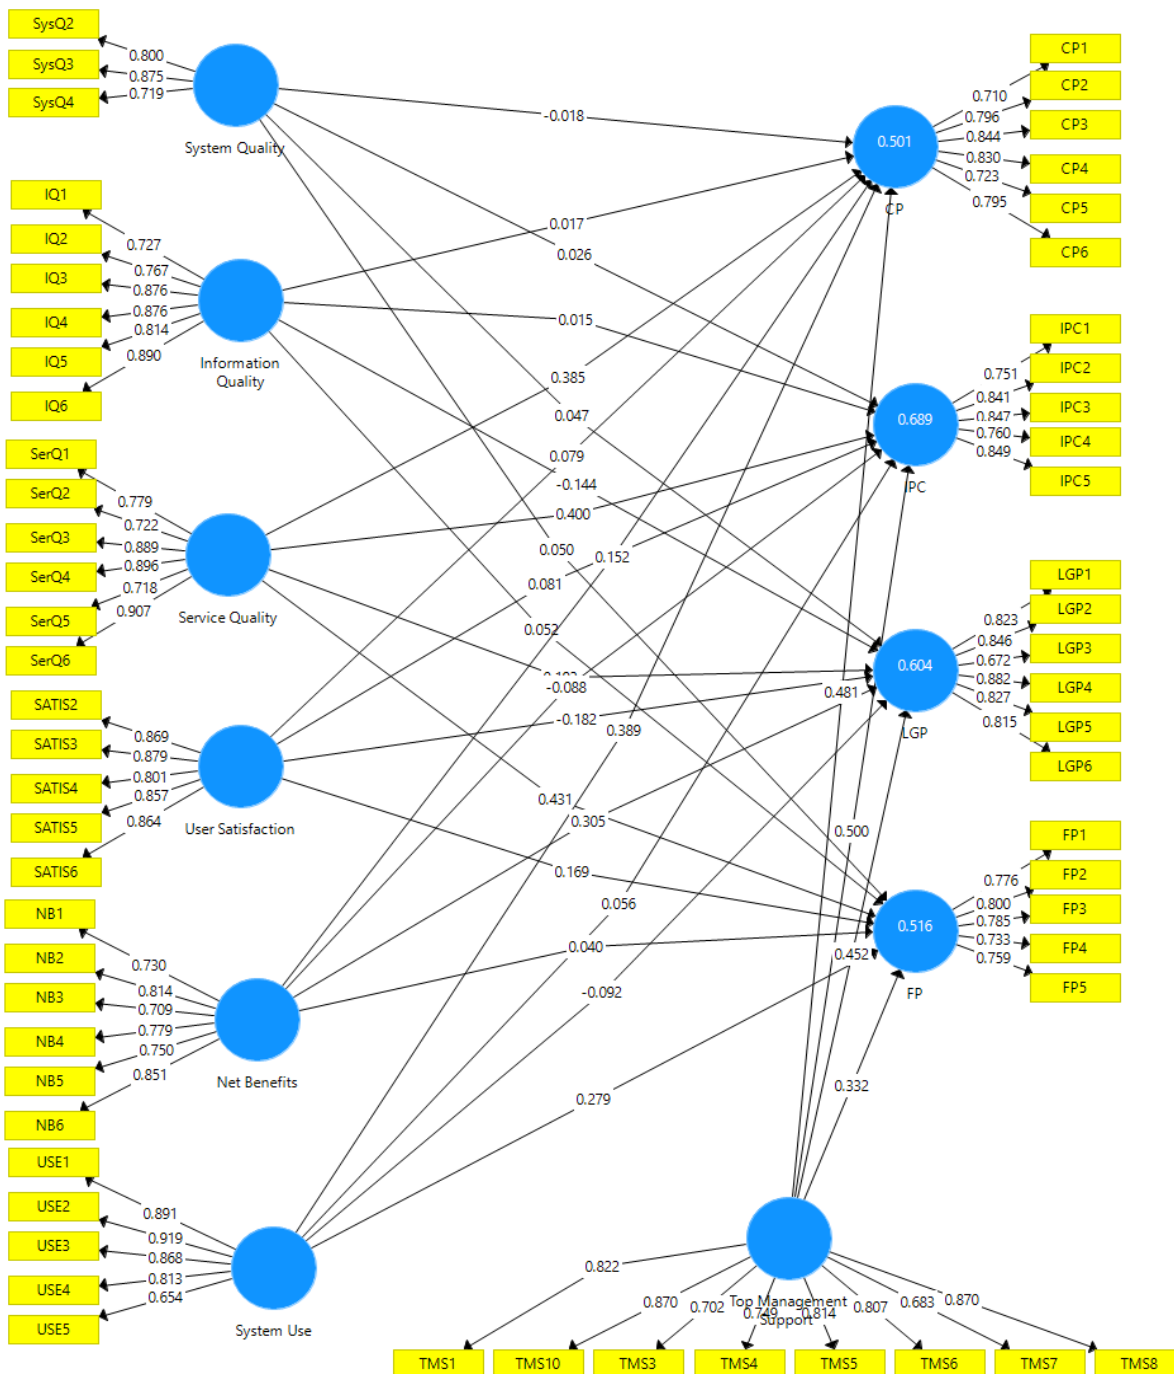 SysQ2
SysQ3
SysQ4
0.800
0.875
0.719
System Quality
IQ1
IQ2
IQ3
IQ4
IQ5
IQ6
0.727
0.767
0.876
0.876
0.814
0.890
Information
Quality
SerQ1
SerQ2
SerQ3
SerQ4
SerQ5
SerQ6
0.779
0.722
0.889
0.896
0.718
0.907
Service Quality
SATIS2
SATIS3
SATIS4
SATIS5
SATIS6
0.869
0.879
0.801
0.857
0.864
User Satisfaction
NB1
NB2
NB3
NB4
NB5
NB6
0.730
0.814
0.709
0.779
0.750
0.851
Net Benefits
USE1
USE2
USE3
USE4
USE5
0.891
0.919
0.868
0.813
0.654
System Use
-0.018
0.017
0.026
0.015
0.385
0.047
0.079
-0.144
0.400
0.050
0.152
0.081
0.052
-0.088
0.481
-0.182
0.389
0.431
0.305
0.500
0.169
0.056
0.040
0.452
-0.092
0.332
0.279
0.501
CP
0.710
0.796
0.844
0.830
0.723
0.795
CP1
CP2
CP3
CP4
CP5
CP6
0.689
IPC
0.751
0.841
0.847
0.760
0.849
IPC1
IPC2
IPC3
IPC4
IPC5
0.604
LGP
0.823
0.846
0.672
0.882
0.827
0.815
LGP1
LGP2
LGP3
LGP4
LGP5
LGP6
0.516
FP
0.776
0.800
0.785
0.733
0.759
FP1
FP2
FP3
FP4
FP5
Top Management
Support
0.822
0.870
0.702
0.749
0.814
0.807
0.683
0.870
TMS1
TMS10
TMS3
TMS4
TMS5
TMS6
TMS7
TMS8